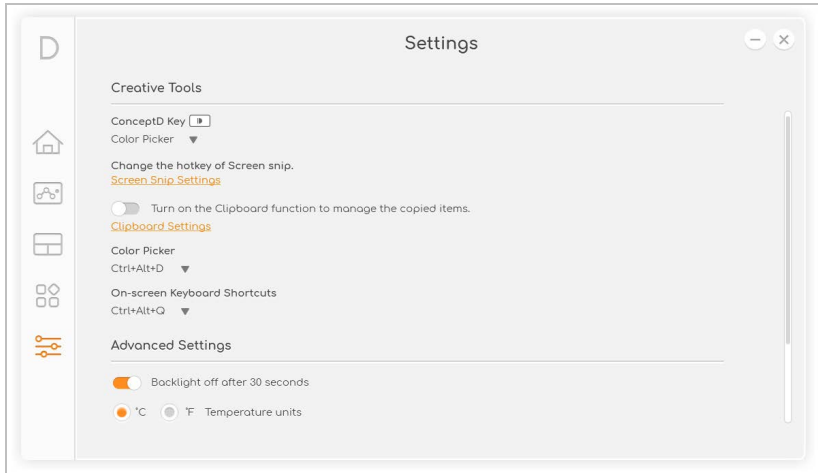 D
Settings
Creative Tools
ConceptD Key
Color Picker
Change the hotkey of Screen snip.
Screen Snip Settings
Turn on the Clipboard function to manage the copied items.
Clipboard Settings
Color Picker
Ctrl+Alt+D
On-screen Keyboard Shortcuts
Ctrl+Alt+Q
Advanced Settings
Backlight off after 30 seconds
°C °F Temperature units